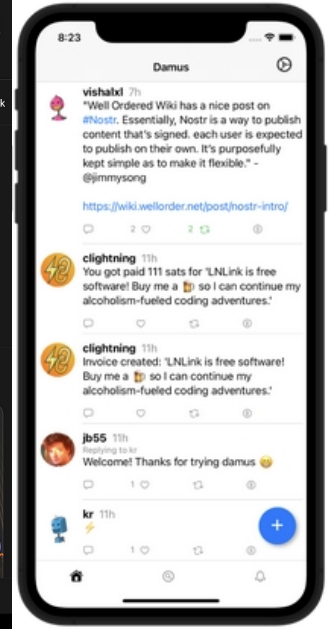 k
8:23
Damus
vishalxl 7h
"Well Ordered Wiki has a nice post on
#Nostr. Essentially, Nostr is a way to publish
content that's signed. each user is expected
to publish on their own. It's purposefully
kept simple as to make it flexible." -
@jimmysong
https://wiki.wellorder.net/post/nostr-intro/
2 2
clightning 11h
You got paid 111 sats for 'LNLink is free
software! Buy me a 🍺 so I can continue my
alcoholism-fueled coding adventures.'
clightning 11h
Invoice created: 'LNLink is free software!
Buy me a 🍺 so I can continue my
alcoholism-fueled coding adventures.'
jb55 11h
Replying to kr
Welcome! Thanks for trying damus 😄
1
kr 11h
⚡
1
+